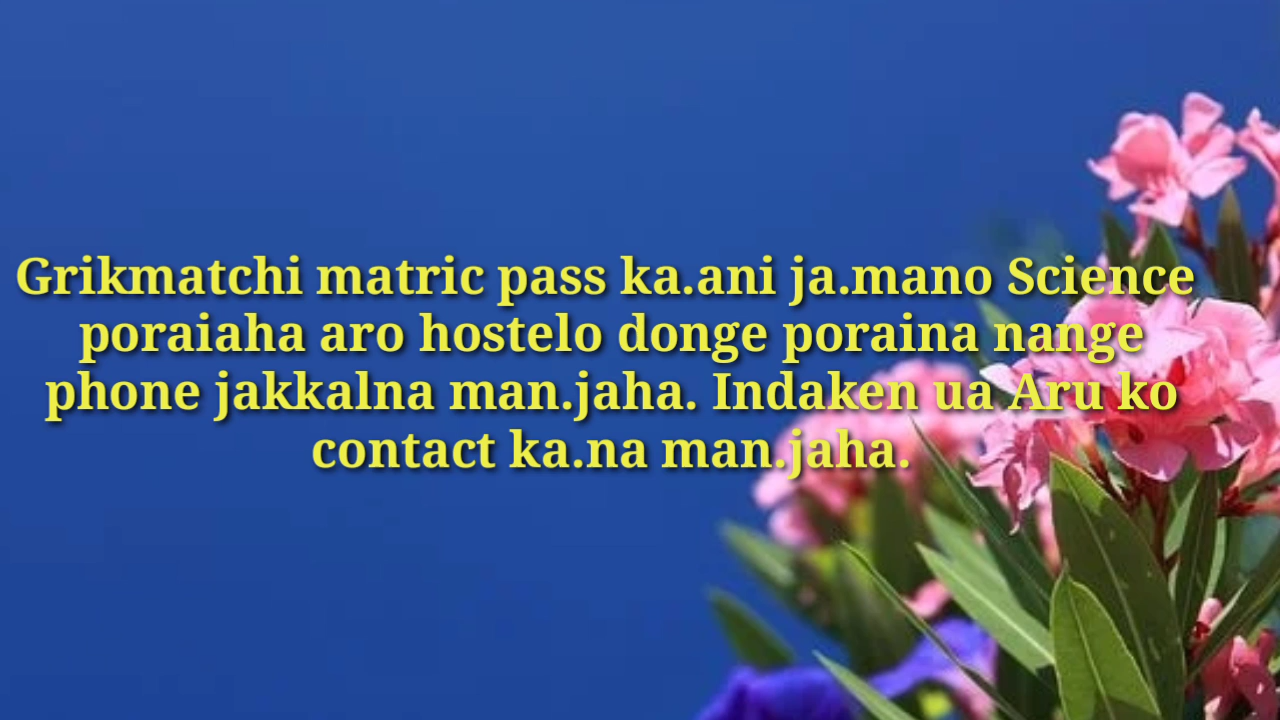 Grikmatchi matric pass ka.ani ja.mano Science
poraiaha aro hostelo donge poraina nange
phone jakkalna man.jaha. Indaken ua Aru ko
contact ka.na man.jaha.